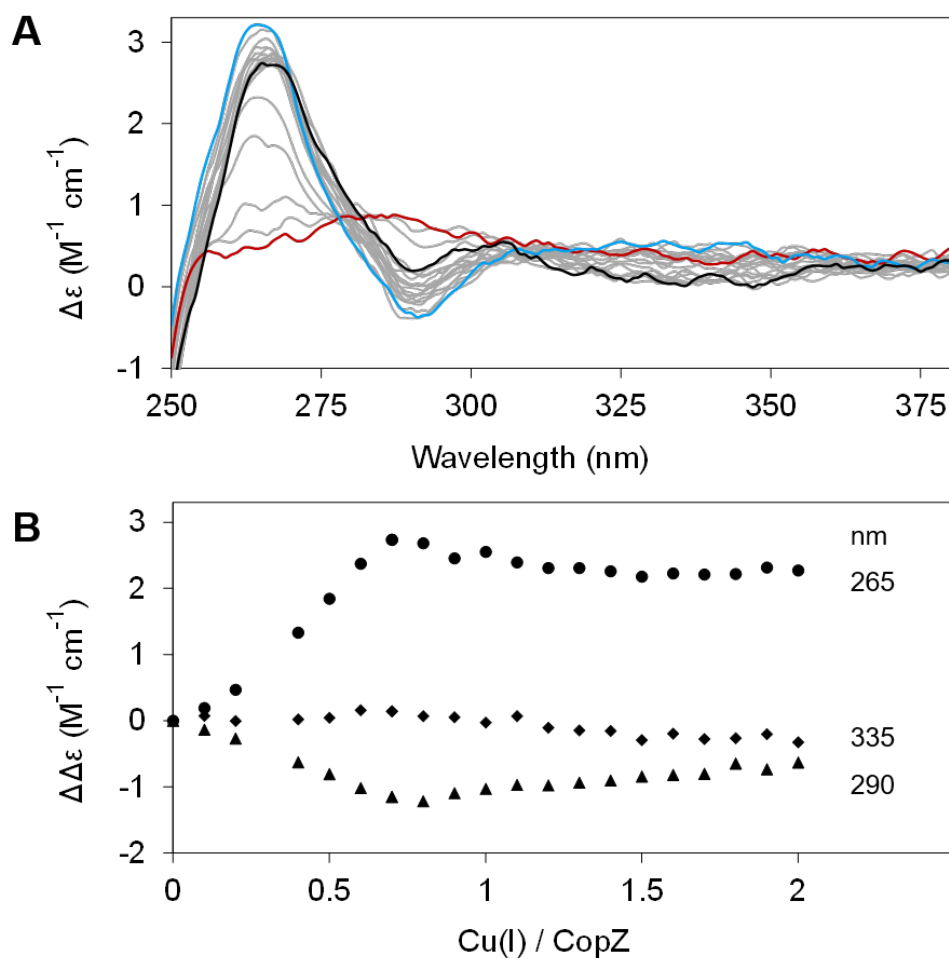 A
3
2
1
0
-1
Δε (M⁻¹ cm⁻¹)
250 275 300 325 350 375
Wavelength (nm)
B
3
2
1
0
-1
-2
ΔΔε (M⁻¹ cm⁻¹)
nm
265
335
290
0 0.5 1 1.5 2
Cu(I) / CopZ